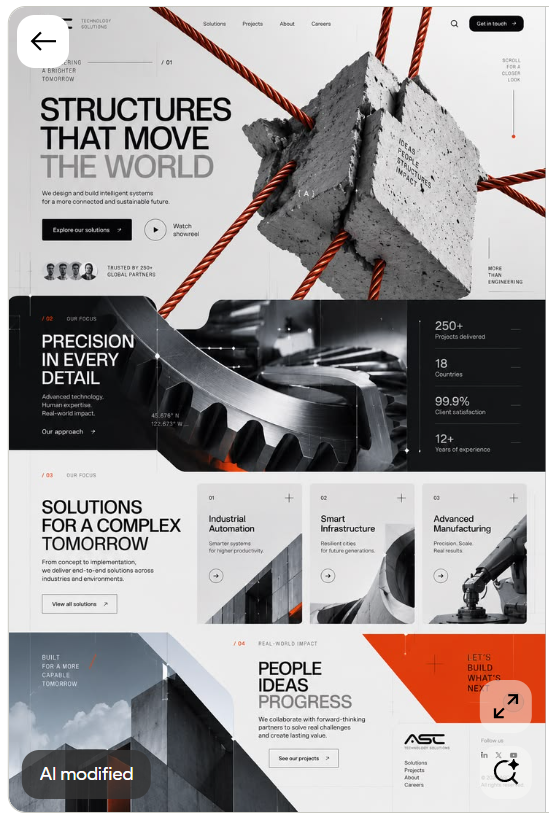 TECHNOLOGY
SOLUTIONS
Solutions
Projects
About
Careers
Get in touch
A BRIGHTER
TOMORROW
/ 01
SCROLL
FOR A
CLOSER
LOOK
STRUCTURES
THAT MOVE
THE WORLD
We design and build intelligent systems
for a more connected and sustainable future.
Explore our solutions
Watch
showreel
TRUSTED BY 250+
GLOBAL PARTNERS
IDEAS
PEOPLE
STRUCTURES
IMPACT
( A )
MORE
THAN
ENGINEERING
/ 02 OUR FOCUS
PRECISION
IN EVERY
DETAIL
Advanced technology.
Human expertise.
Real-world impact.
Our approach
250+
Projects delivered
18
Countries
99.9%
Client satisfaction
12+
Years of experience
/ 03 OUR FOCUS
SOLUTIONS
FOR A COMPLEX
TOMORROW
From concept to implementation,
we deliver end-to-end solutions across
industries and environments.
View all solutions
01
Industrial
Automation
Smarter systems
for higher productivity.
02
Smart
Infrastructure
Resilient cities
for future generations.
03
Advanced
Manufacturing
Precision. Scale.
Real results.
BUILT
FOR A MORE
CAPABLE
TOMORROW
/ 04 REAL-WORLD IMPACT
PEOPLE
IDEAS
PROGRESS
We collaborate with forward-thinking
partners to solve real challenges
and create lasting value.
See our projects
LET'S
BUILD
WHAT'S
NEXT
TECHNOLOGY SOLUTIONS
Solutions
Projects
About
Careers
Follow us
AI modified